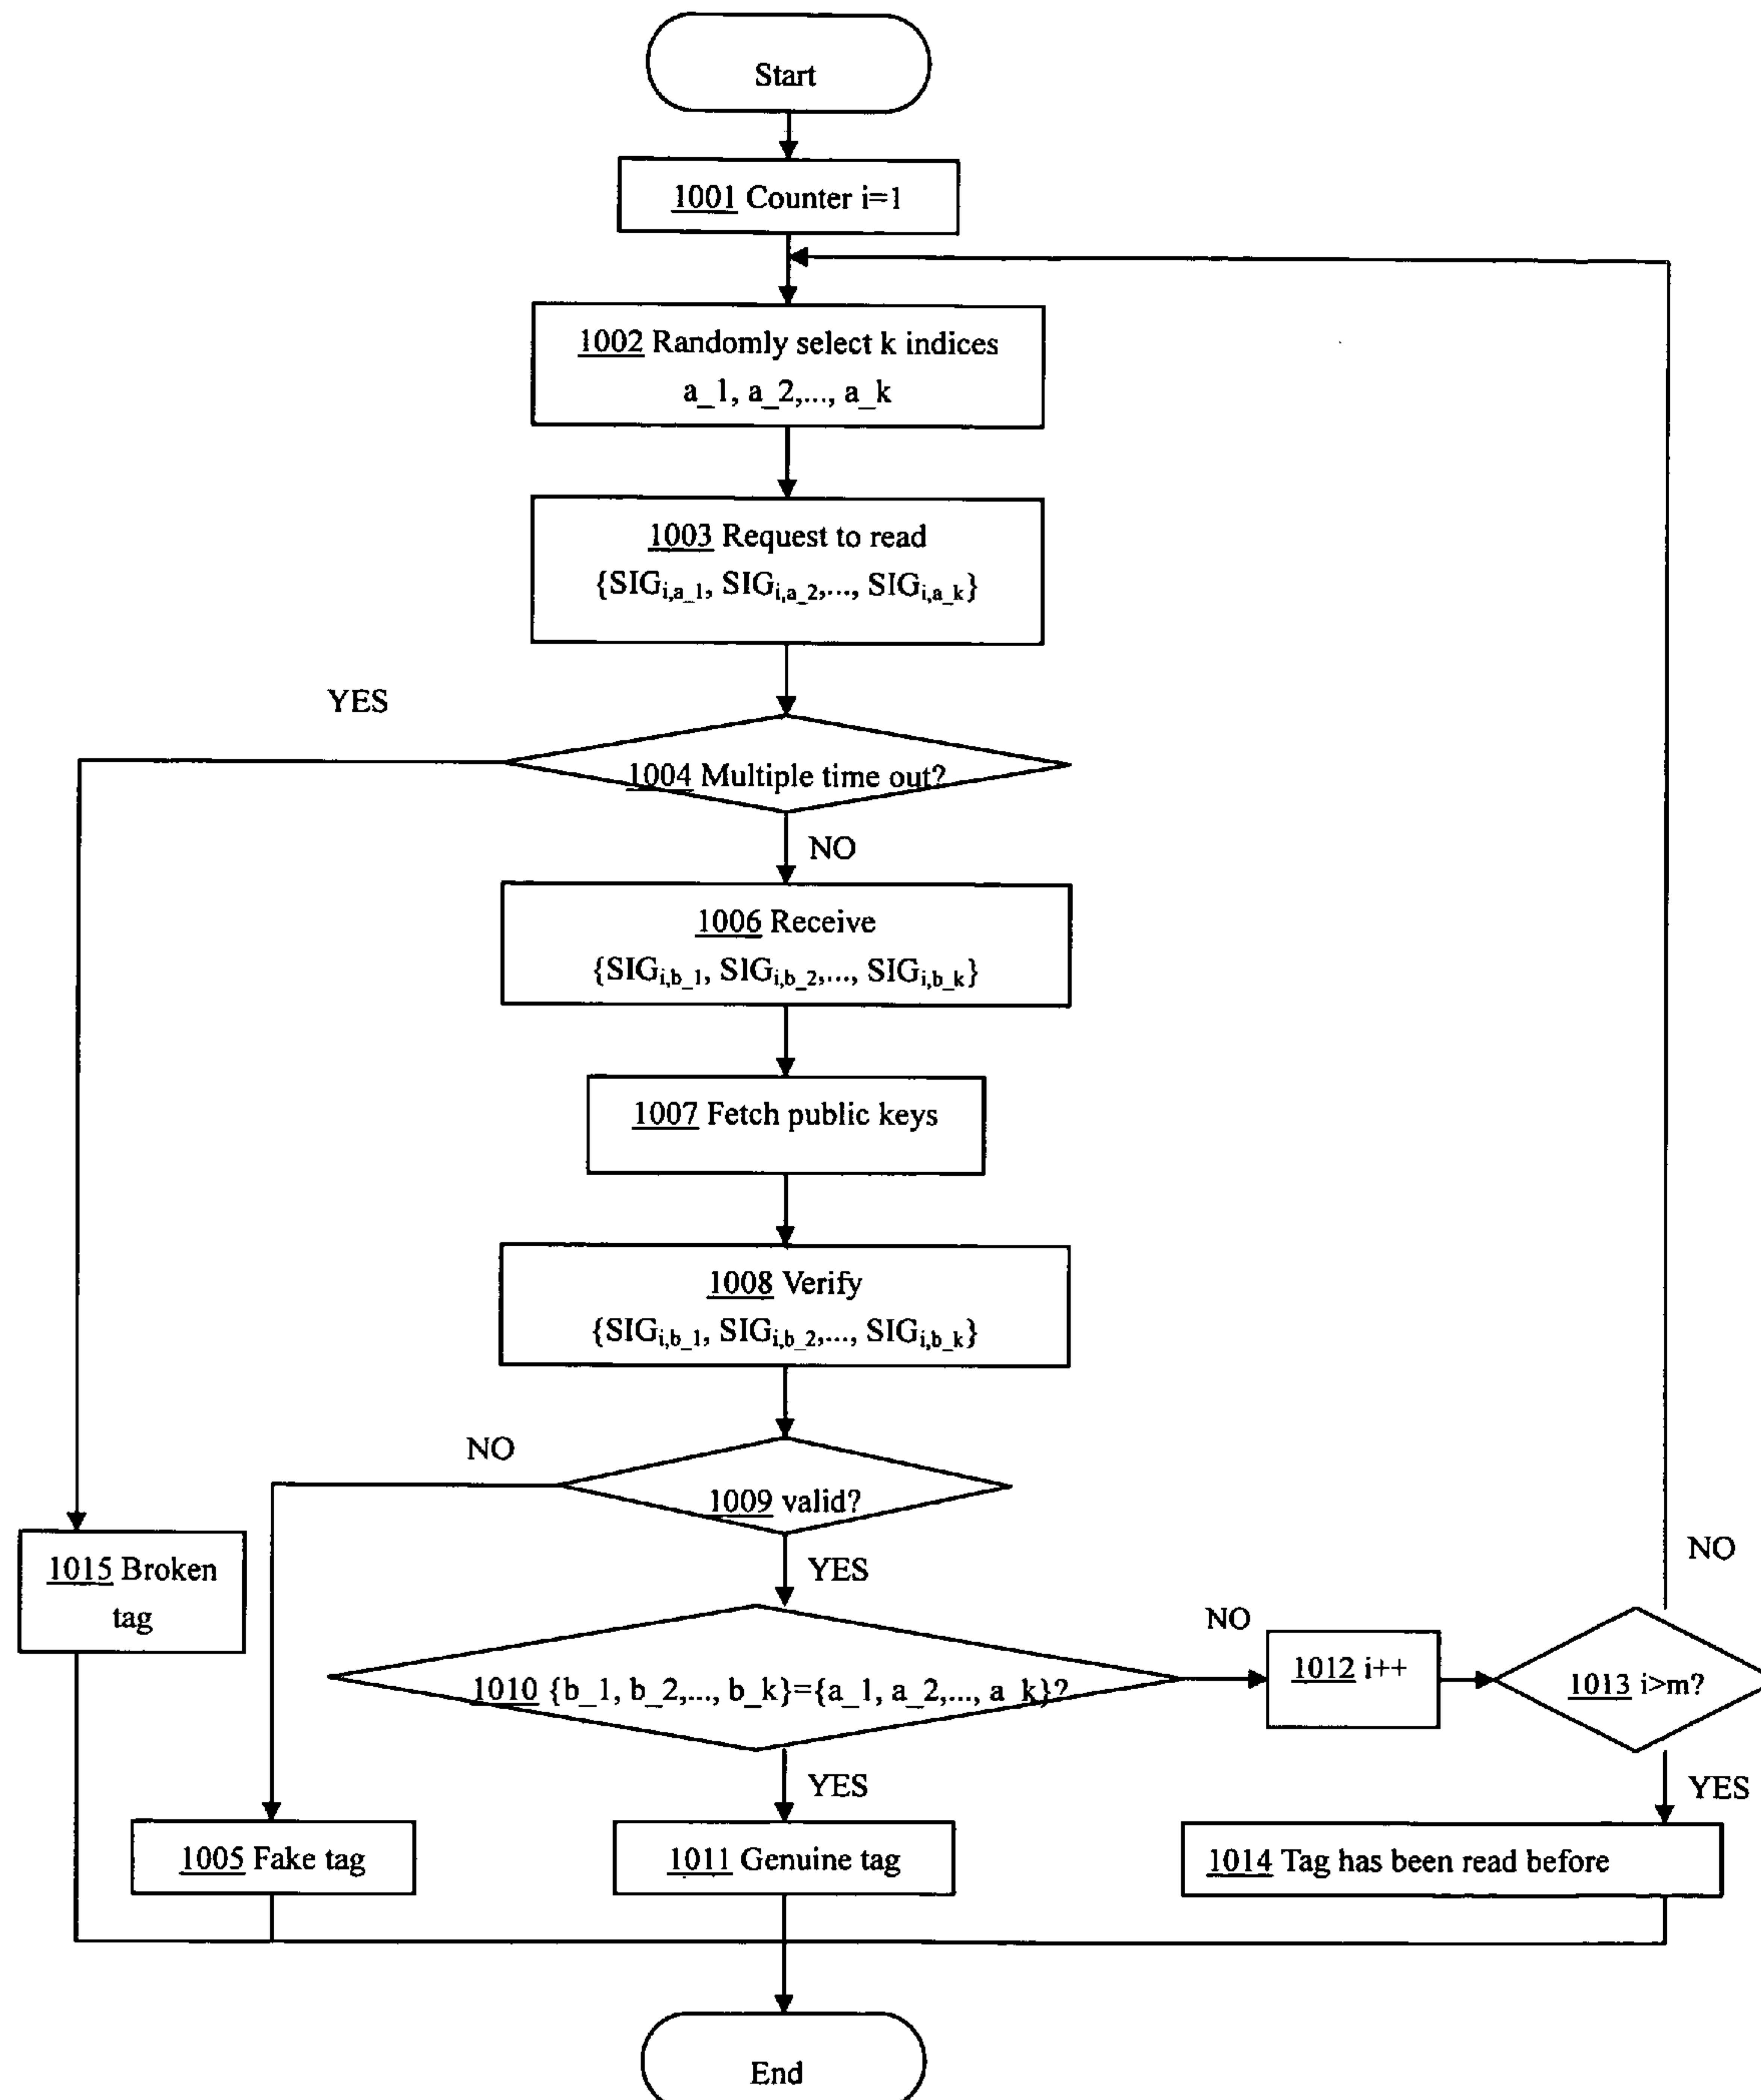 Start
1001 Counter i=1
1002 Randomly select k indices
a_1, a_2,..., a_k
1003 Request to read
{SIGi,a_1, SIGi,a_2,..., SIGi,a_k}
YES
1004 Multiple time out?
NO
1006 Receive
{SIGi,b_1, SIGi,b_2,..., SIGi,b_k}
1007 Fetch public keys
1008 Verify
{SIGi,b_1, SIGi,b_2,..., SIGi,b_k}
NO
1009 valid?
YES
1015 Broken
tag
NO
1010 {b_1, b_2,..., b_k}={a_1, a_2,..., a_k}?
NO
1012 i++
1013 i>m?
YES
YES
1005 Fake tag
1011 Genuine tag
1014 Tag has been read before
End